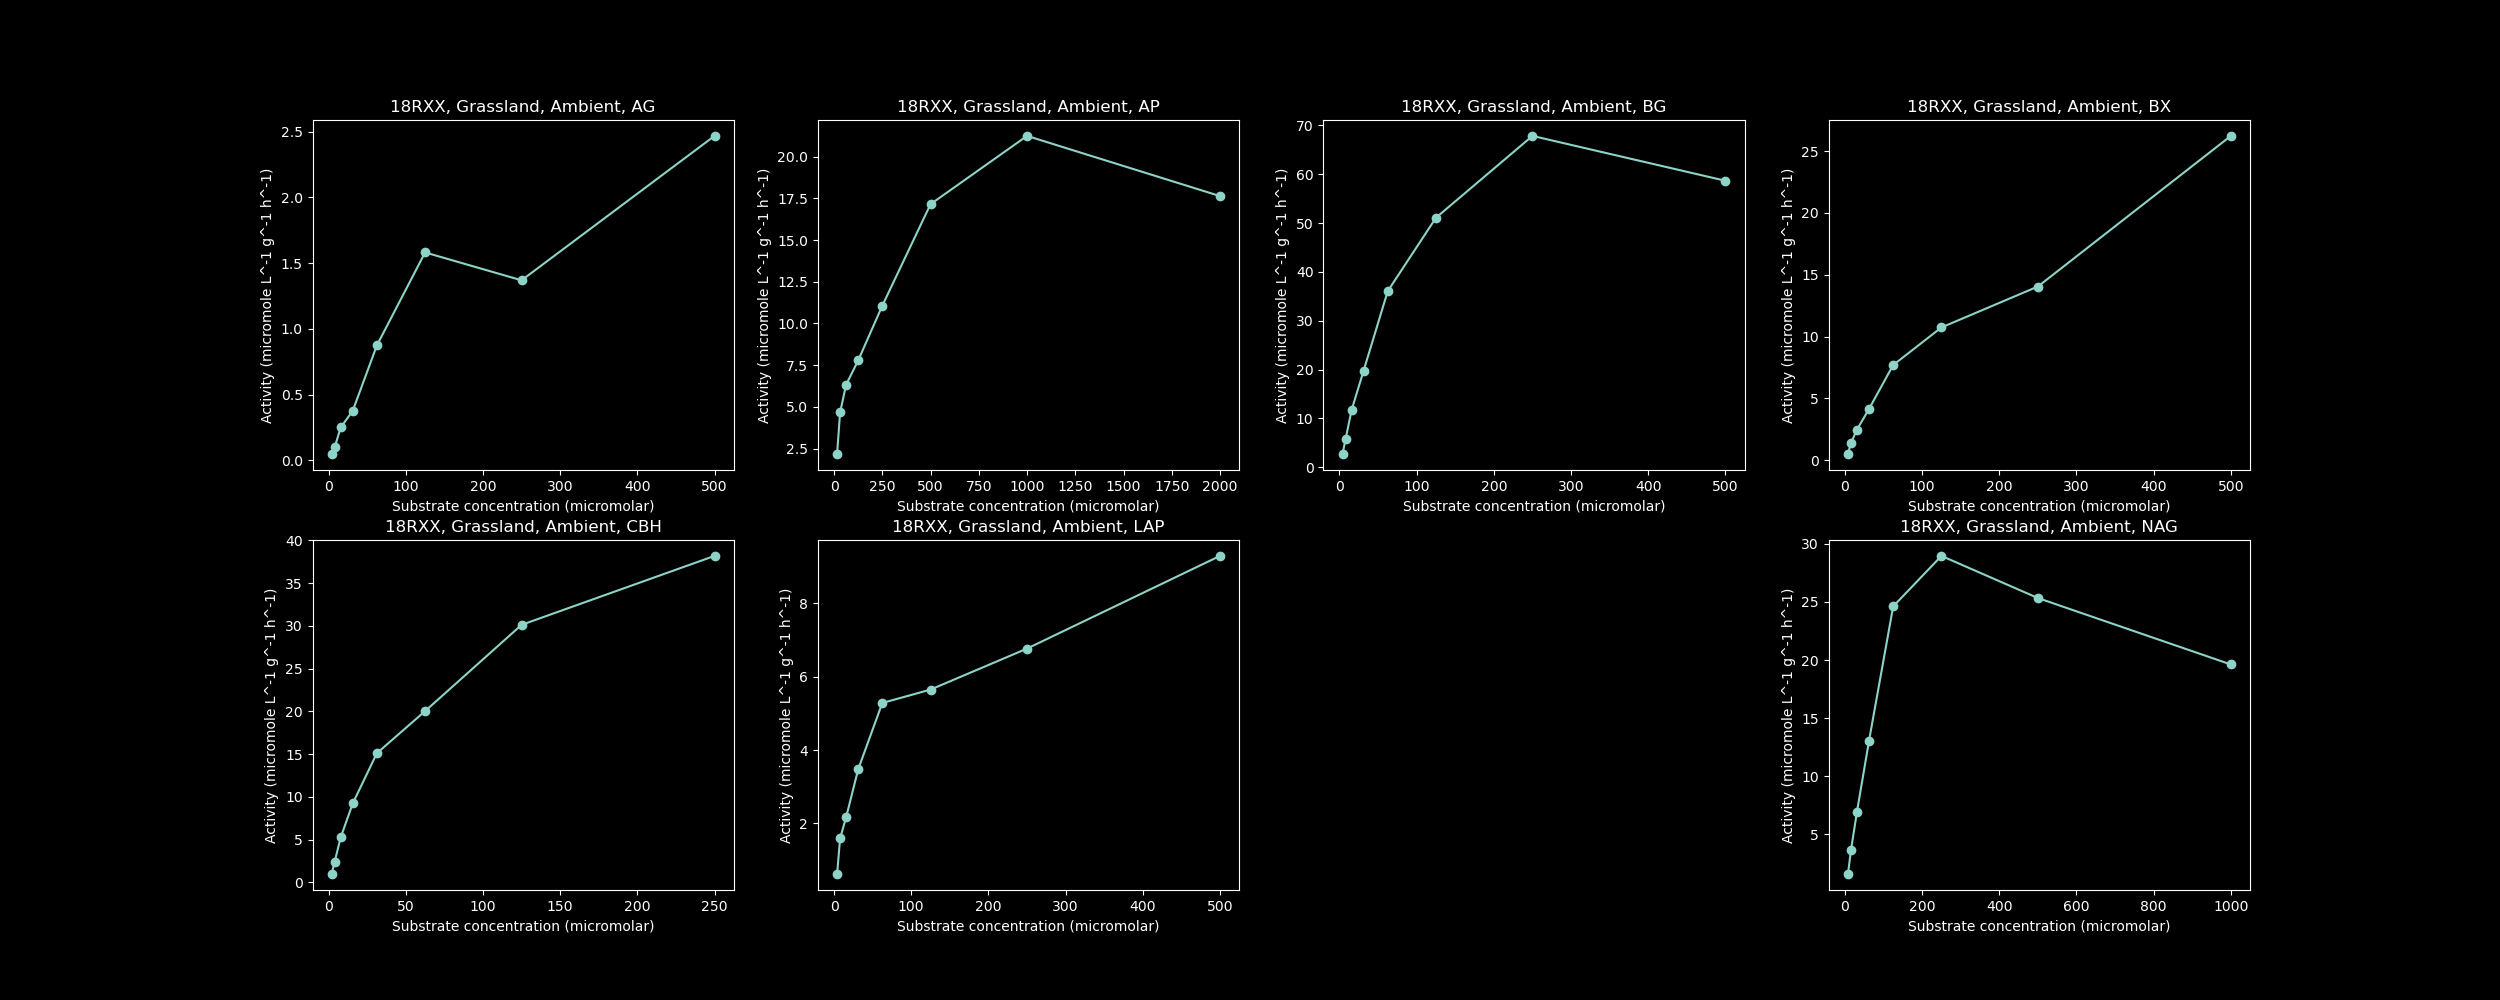 18RXX, Grassland, Ambient, AG
Activity (micromole L^-1 g^-1 h^-1)
2.5
2.0
1.5
1.0
0.5
0.0
0 100 200 300 400 500
Substrate concentration (micromolar)
18RXX, Grassland, Ambient, AP
Activity (micromole L^-1 g^-1 h^-1)
20.0
17.5
15.0
12.5
10.0
7.5
5.0
2.5
0 250 500 750 1000 1250 1500 1750 2000
Substrate concentration (micromolar)
18RXX, Grassland, Ambient, BG
Activity (micromole L^-1 g^-1 h^-1)
70
60
50
40
30
20
10
0
0 100 200 300 400 500
Substrate concentration (micromolar)
18RXX, Grassland, Ambient, BX
Activity (micromole L^-1 g^-1 h^-1)
25
20
15
10
5
0
0 100 200 300 400 500
Substrate concentration (micromolar)
18RXX, Grassland, Ambient, CBH
Activity (micromole L^-1 g^-1 h^-1)
40
35
30
25
20
15
10
5
0
0 50 100 150 200 250
Substrate concentration (micromolar)
18RXX, Grassland, Ambient, LAP
Activity (micromole L^-1 g^-1 h^-1)
8
6
4
2
0 100 200 300 400 500
Substrate concentration (micromolar)
18RXX, Grassland, Ambient, NAG
Activity (micromole L^-1 g^-1 h^-1)
30
25
20
15
10
5
0 200 400 600 800 1000
Substrate concentration (micromolar)